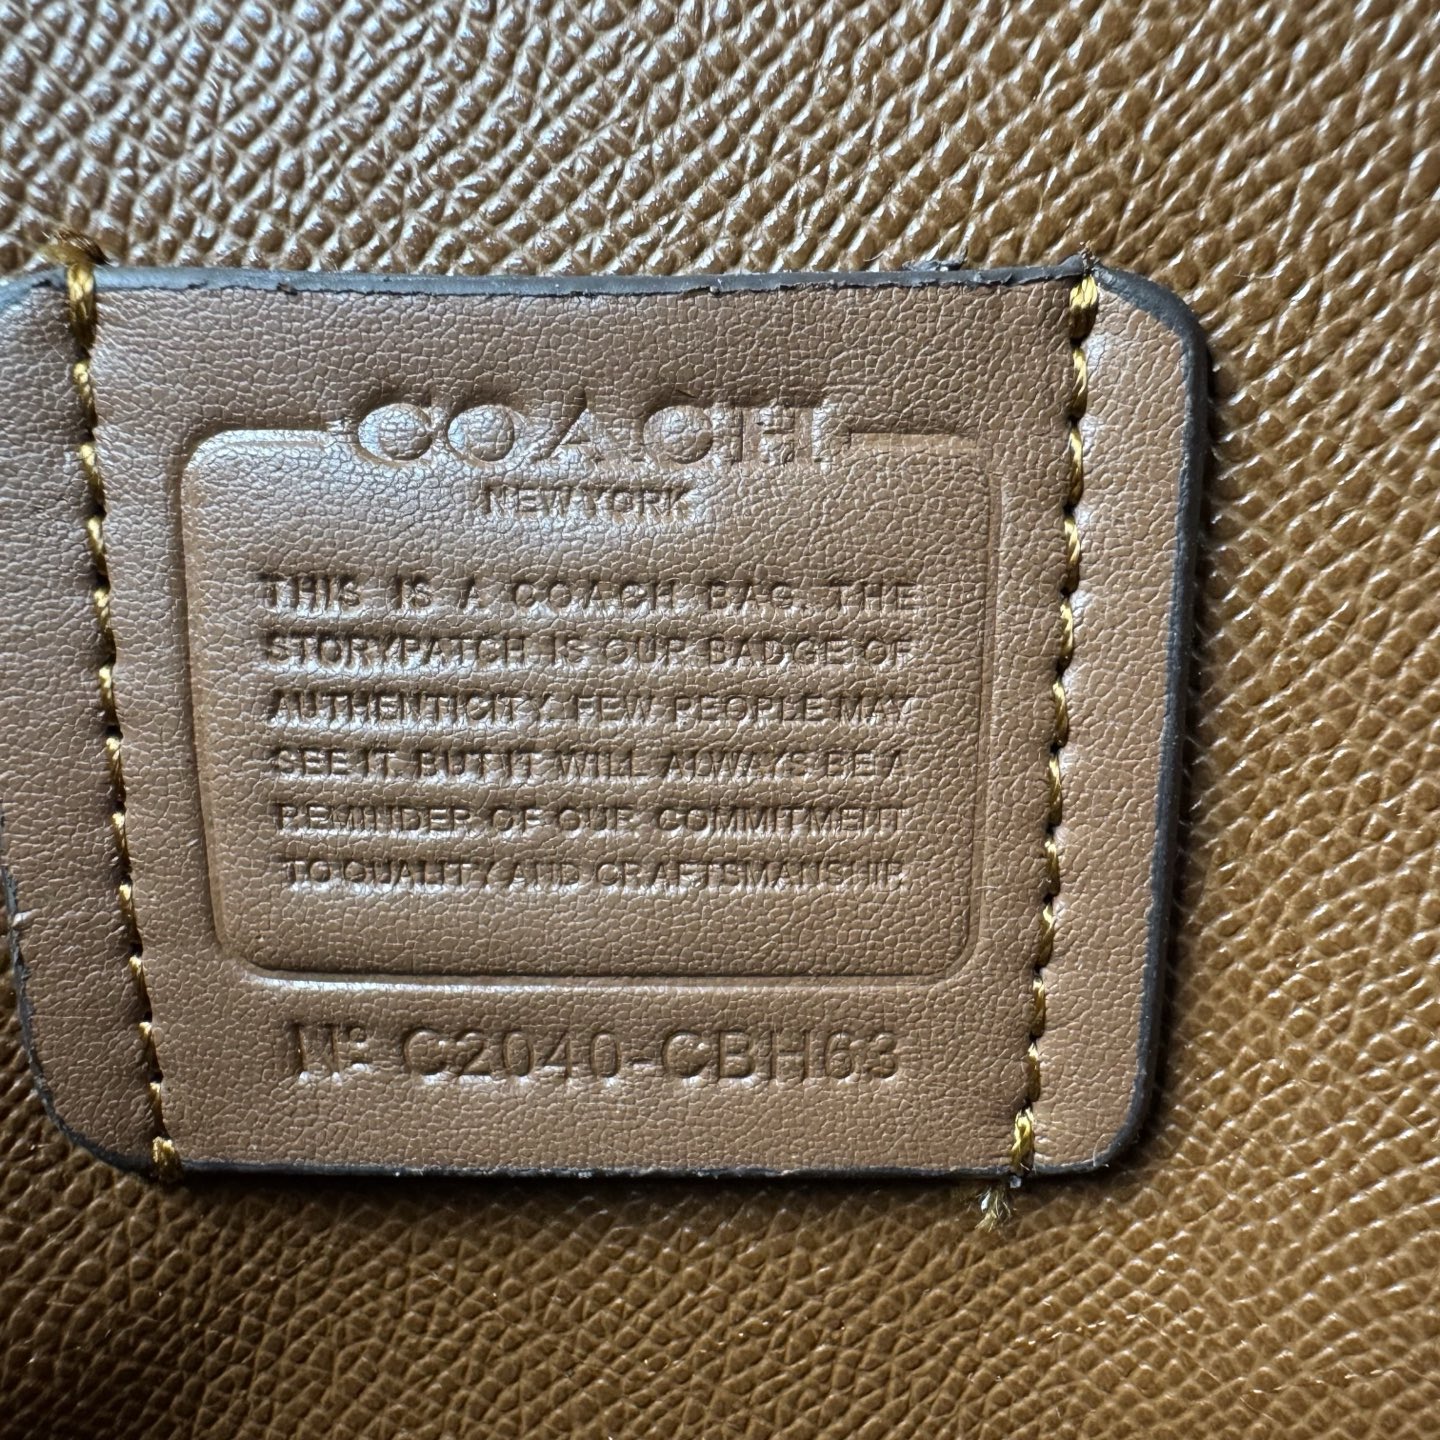 COACH
NEW YORK
THIS IS A COACH BAG. THE
STORYPATCH IS OUR BADGE OF
AUTHENTICITY. FEW PEOPLE MAY
SEE IT. BUT IT WILL ALWAYS BE A
REMINDER OF OUR COMMITMENT
TO QUALITY AND CRAFTSMANSHIP.
Nº C2040-CBH63